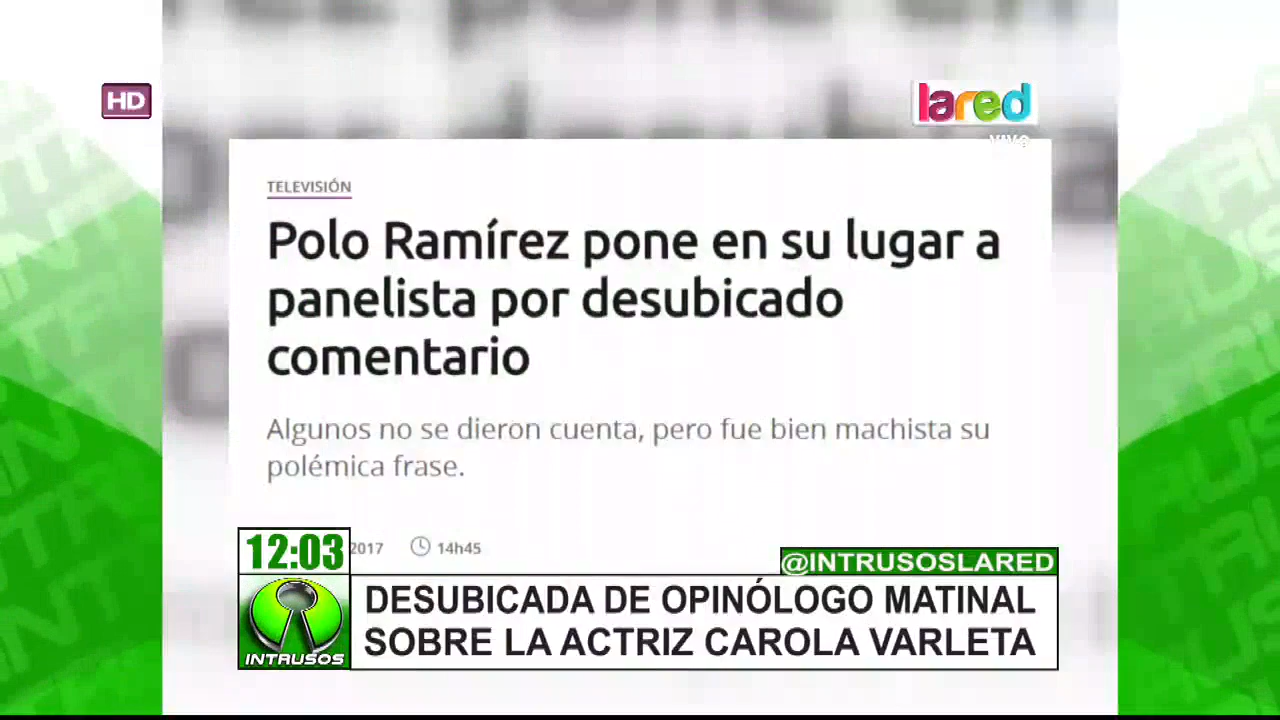 HD
lared
VIVO
TELEVISIÓN
Polo Ramírez pone en su lugar a
panelista por desubicado
comentario
Algunos no se dieron cuenta, pero fue bien machista su
polémica frase.
12:03
2017
14h45
@INTRUSOSLARED
DESUBICADA DE OPINÓLOGO MATINAL
SOBRE LA ACTRIZ CAROLA VARLETA
INTRUSOS